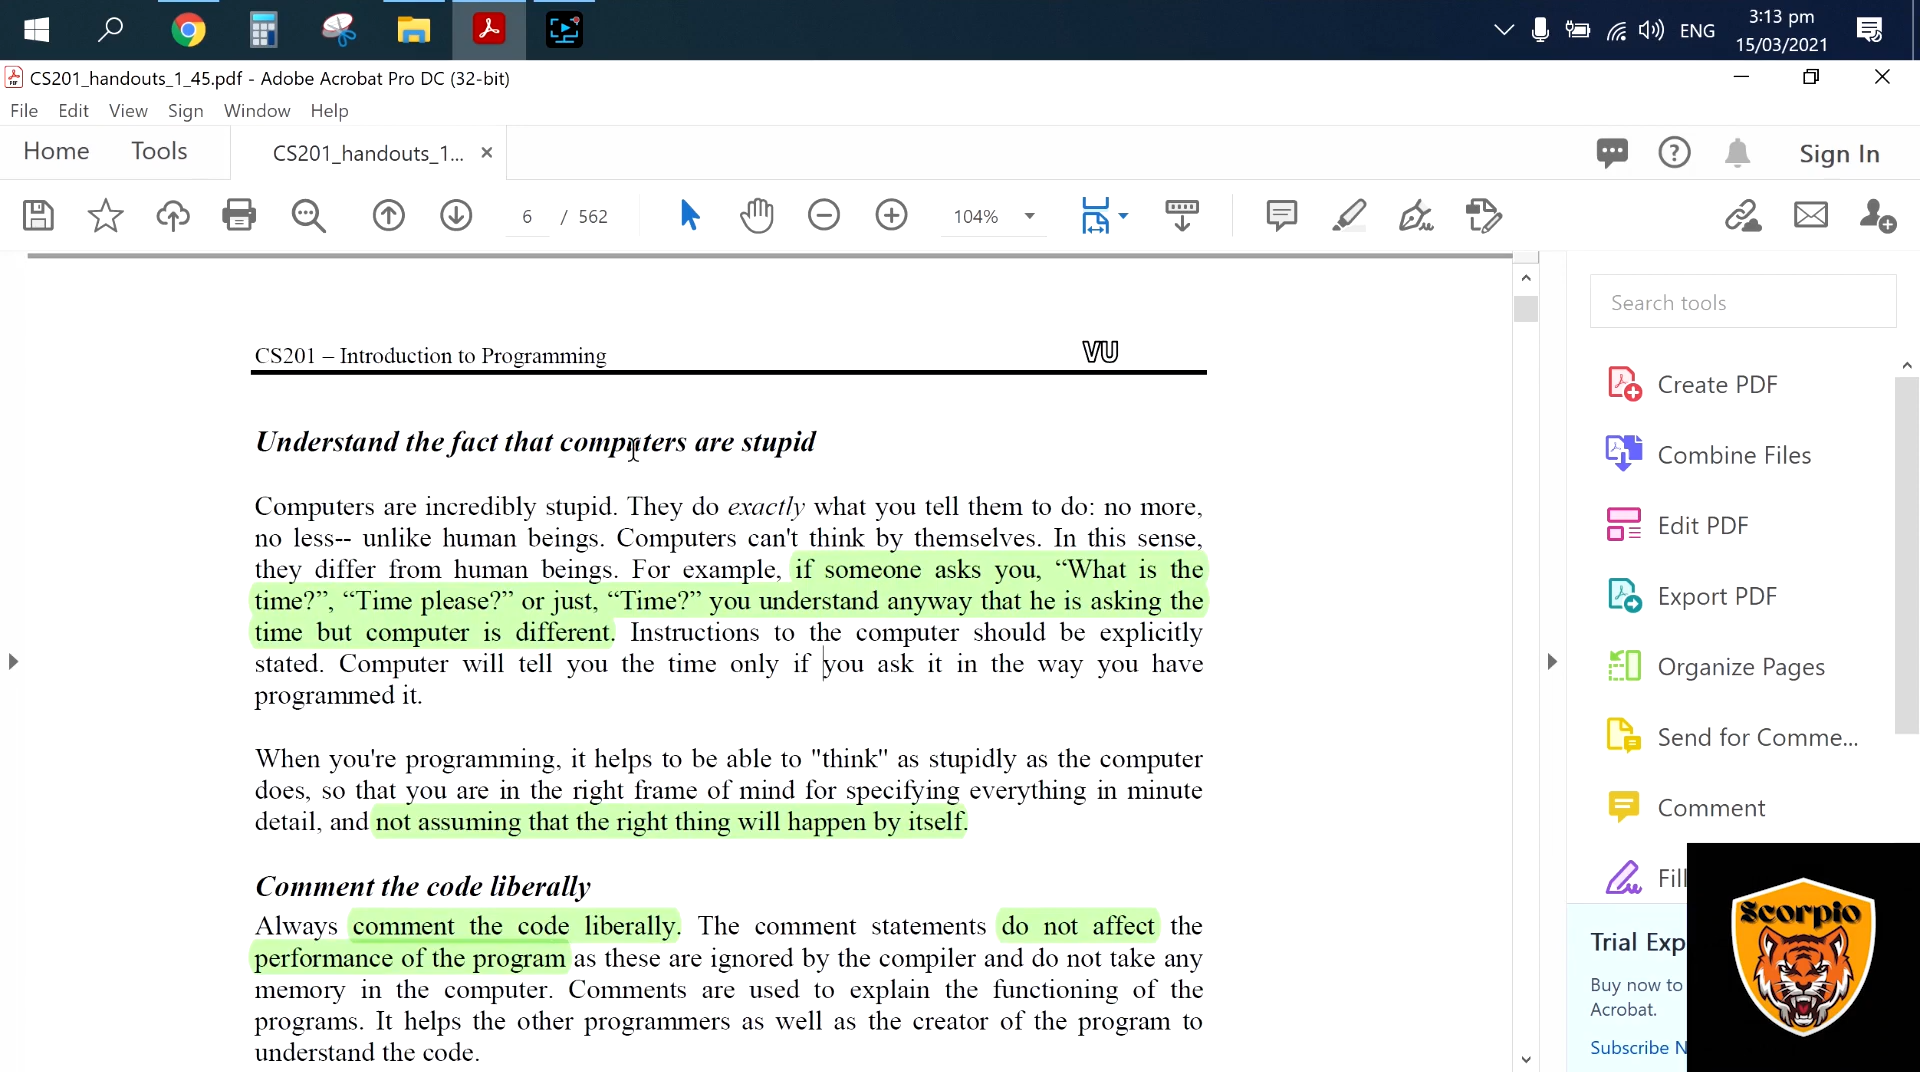 ENG
3:13 pm
15/03/2021
CS201_handouts_1_45.pdf - Adobe Acrobat Pro DC (32-bit)
File Edit View Sign Window Help
Home Tools CS201_handouts_1... × Sign In
6 / 562 104%
Search tools
CS201 – Introduction to Programming VU
Understand the fact that computers are stupid
Computers are incredibly stupid. They do exactly what you tell them to do: no more,
no less-- unlike human beings. Computers can't think by themselves. In this sense,
they differ from human beings. For example, if someone asks you, “What is the
time?”, “Time please?” or just, “Time?” you understand anyway that he is asking the
time but computer is different. Instructions to the computer should be explicitly
stated. Computer will tell you the time only if you ask it in the way you have
programmed it.
When you're programming, it helps to be able to "think" as stupidly as the computer
does, so that you are in the right frame of mind for specifying everything in minute
detail, and not assuming that the right thing will happen by itself.
Comment the code liberally
Always comment the code liberally. The comment statements do not affect the
performance of the program as these are ignored by the compiler and do not take any
memory in the computer. Comments are used to explain the functioning of the
programs. It helps the other programmers as well as the creator of the program to
understand the code.
Create PDF
Combine Files
Edit PDF
Export PDF
Organize Pages
Send for Comme...
Comment
Fill
Trial Exp
Buy now to
Acrobat.
Subscribe N
Scorpio